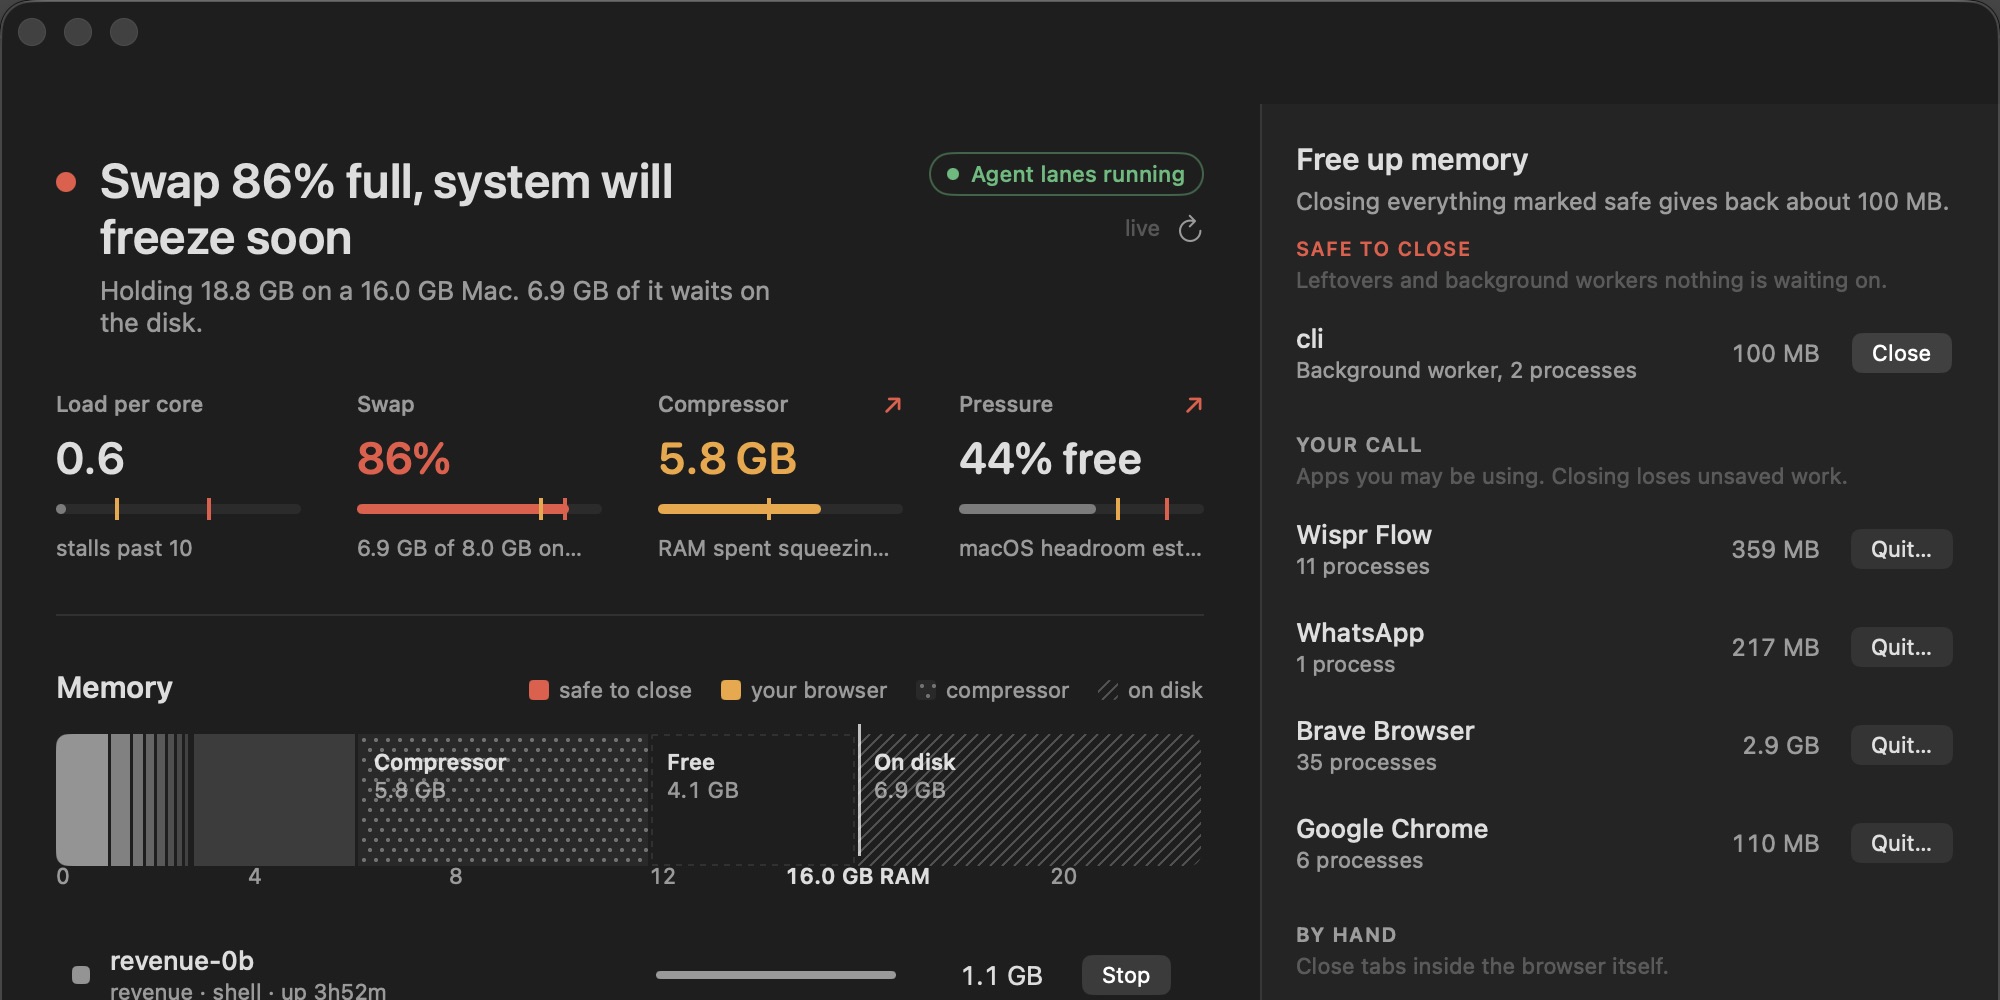 Swap 86% full, system will
freeze soon
Holding 18.8 GB on a 16.0 GB Mac. 6.9 GB of it waits on
the disk.
Agent lanes running
live
Load per core
0.6
stalls past 10
Swap
86%
6.9 GB of 8.0 GB on...
Compressor
5.8 GB
RAM spent squeezin...
Pressure
44% free
macOS headroom est...
Memory
safe to close
your browser
compressor
on disk
Compressor
5.8 GB
Free
4.1 GB
On disk
6.9 GB
0
4
8
12
16.0 GB RAM
20
revenue-0b
revenue · shell · up 3h52m
1.1 GB
Stop
Free up memory
Closing everything marked safe gives back about 100 MB.
SAFE TO CLOSE
Leftovers and background workers nothing is waiting on.
cli
Background worker, 2 processes
100 MB
Close
YOUR CALL
Apps you may be using. Closing loses unsaved work.
Wispr Flow
11 processes
359 MB
Quit...
WhatsApp
1 process
217 MB
Quit...
Brave Browser
35 processes
2.9 GB
Quit...
Google Chrome
6 processes
110 MB
Quit...
BY HAND
Close tabs inside the browser itself.